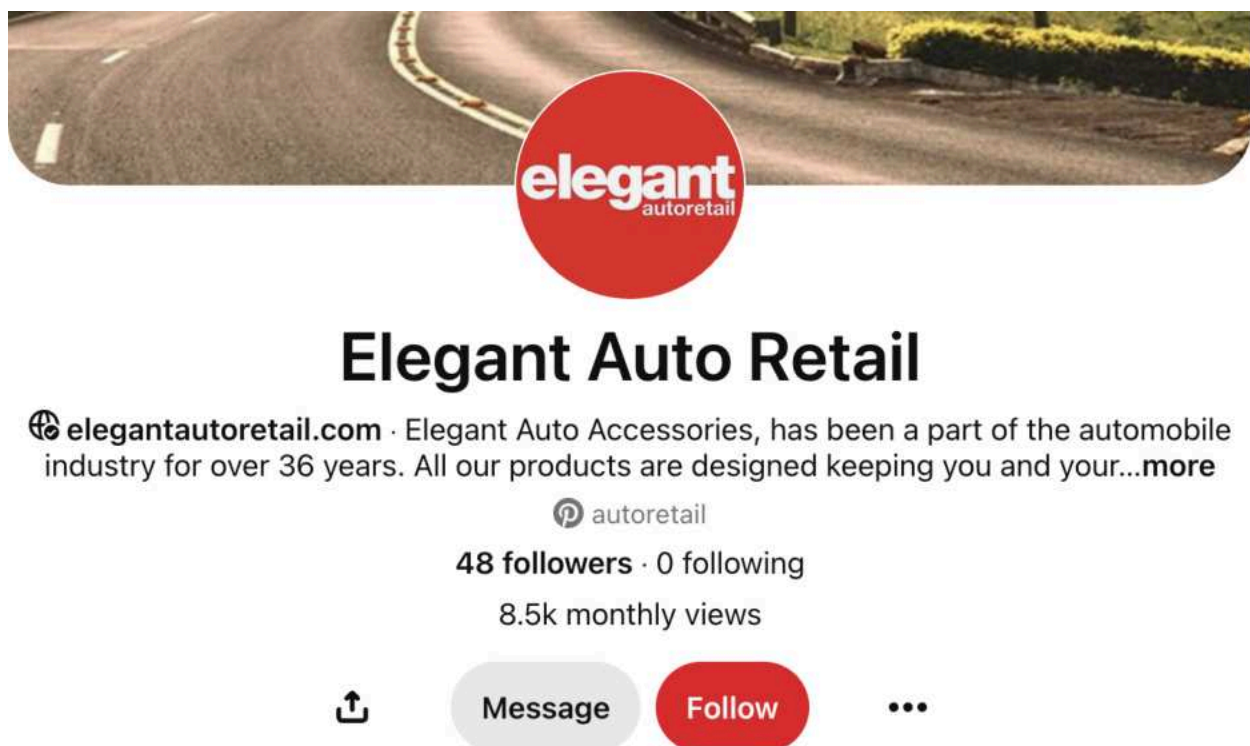 elegant
autoretail
Elegant Auto Retail
elegantautoretail.com · Elegant Auto Accessories, has been a part of the automobile
industry for over 36 years. All our products are designed keeping you and your...more
autoretail
48 followers · 0 following
8.5k monthly views
Message Follow